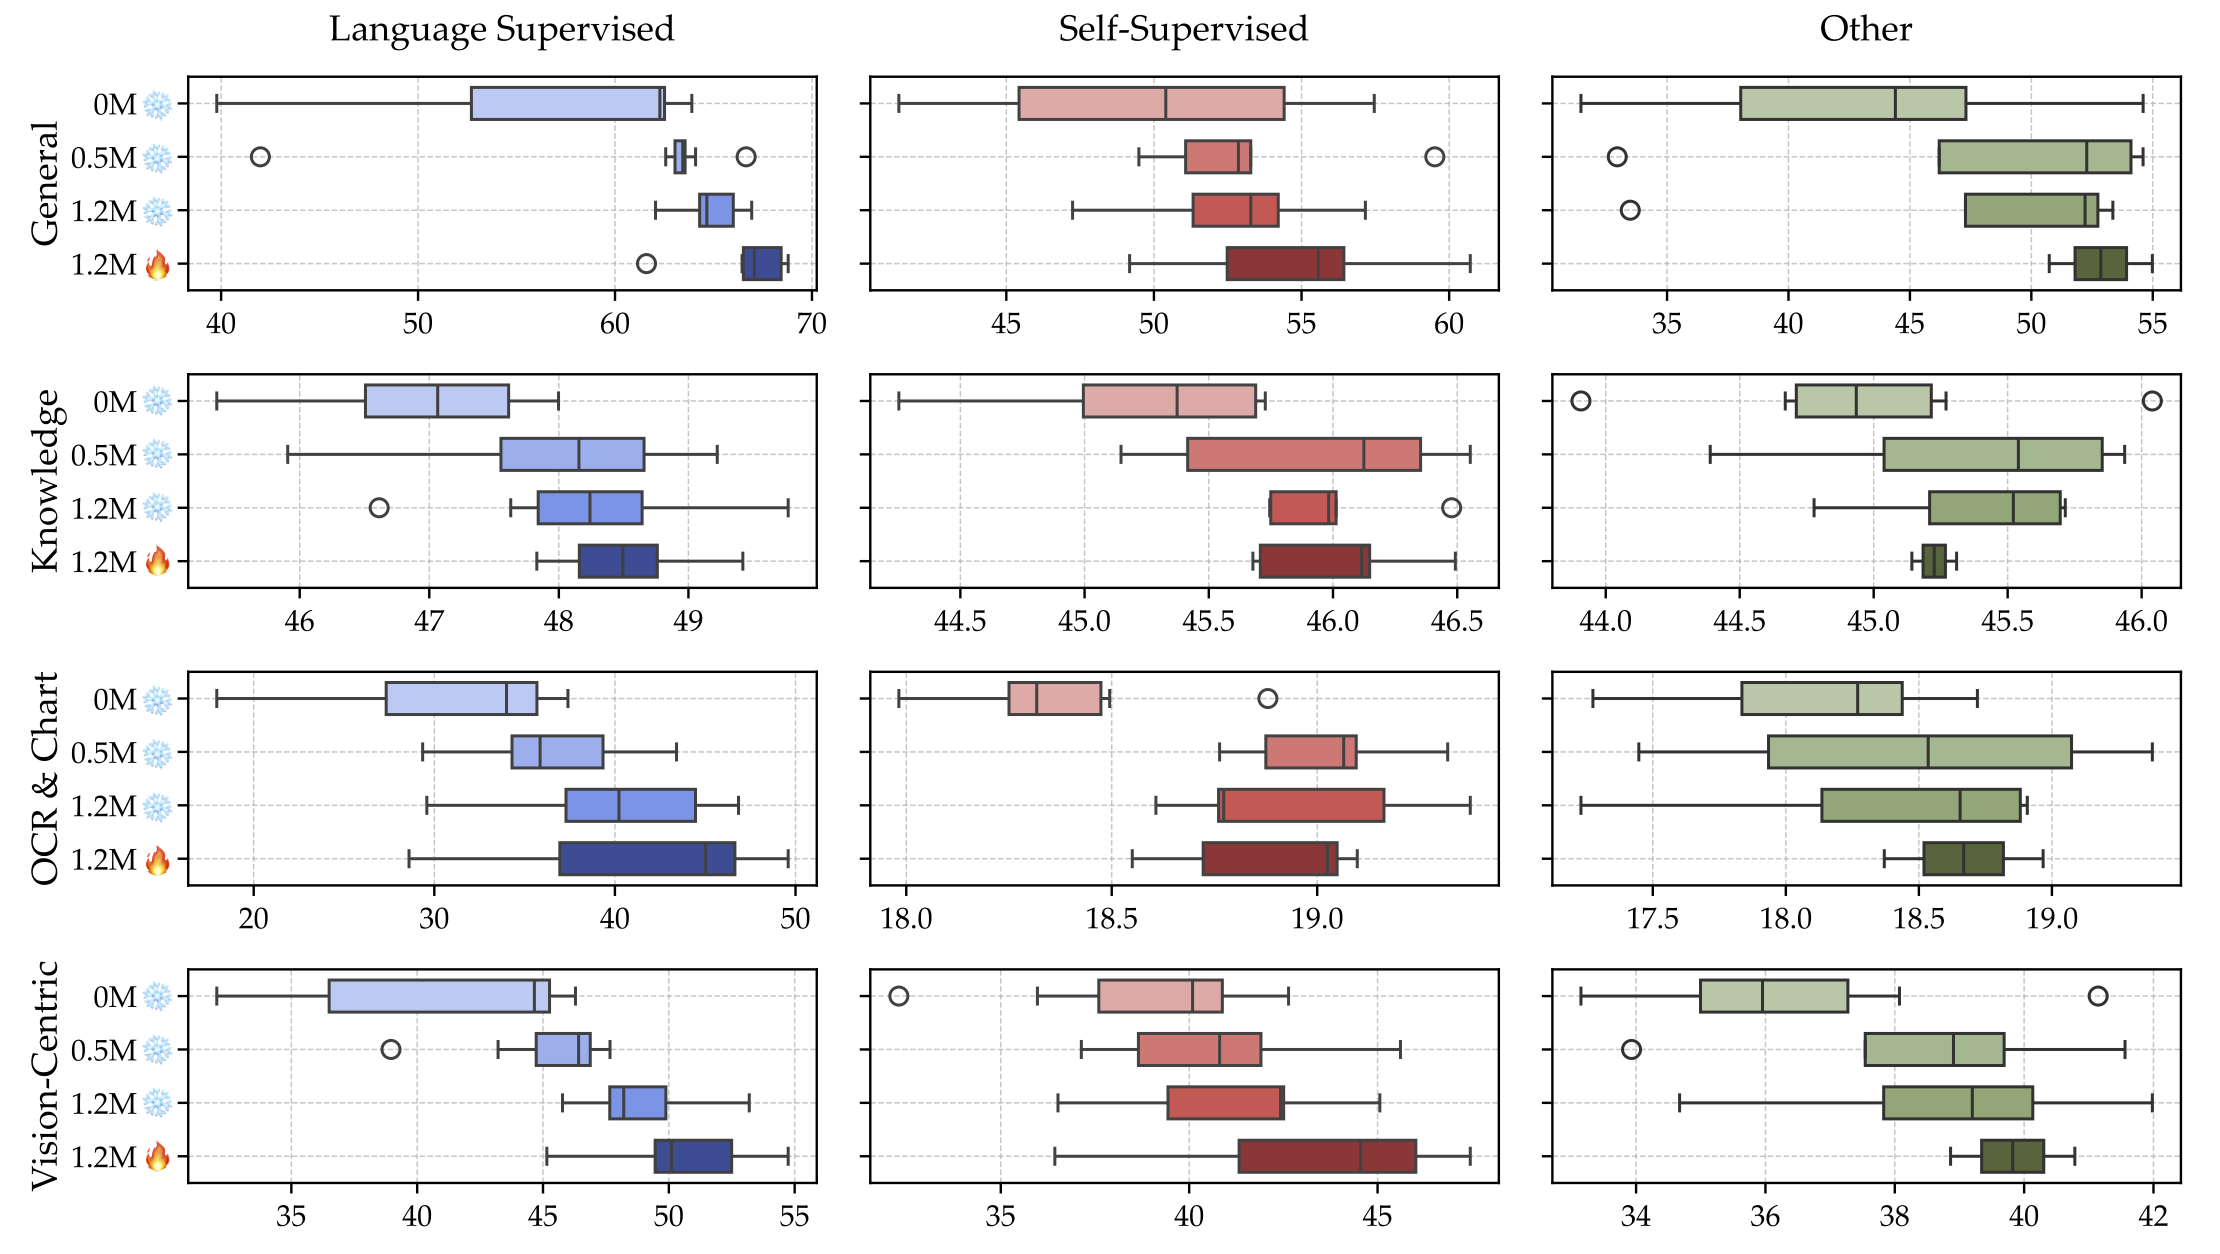 Language Supervised
Self-Supervised
Other
General
0M
0.5M
1.2M
1.2M
40 50 60 70
45 50 55 60
35 40 45 50 55
Knowledge
0M
0.5M
1.2M
1.2M
46 47 48 49
44.5 45.0 45.5 46.0 46.5
44.0 44.5 45.0 45.5 46.0
OCR & Chart
0M
0.5M
1.2M
1.2M
20 30 40 50
18.0 18.5 19.0
17.5 18.0 18.5 19.0
Vision-Centric
0M
0.5M
1.2M
1.2M
35 40 45 50 55
35 40 45
34 36 38 40 42